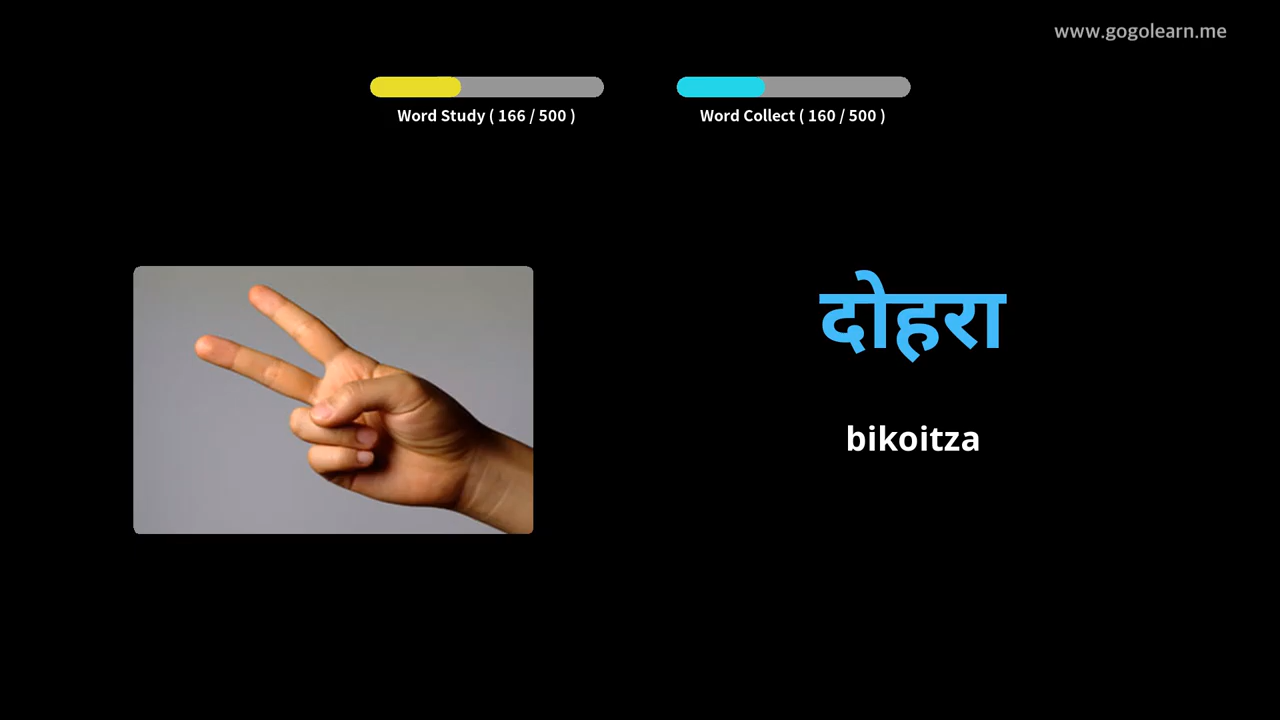 www.gogolearn.me
Word Study ( 166 / 500 )
Word Collect ( 160 / 500 )
दोहरा
bikoitza